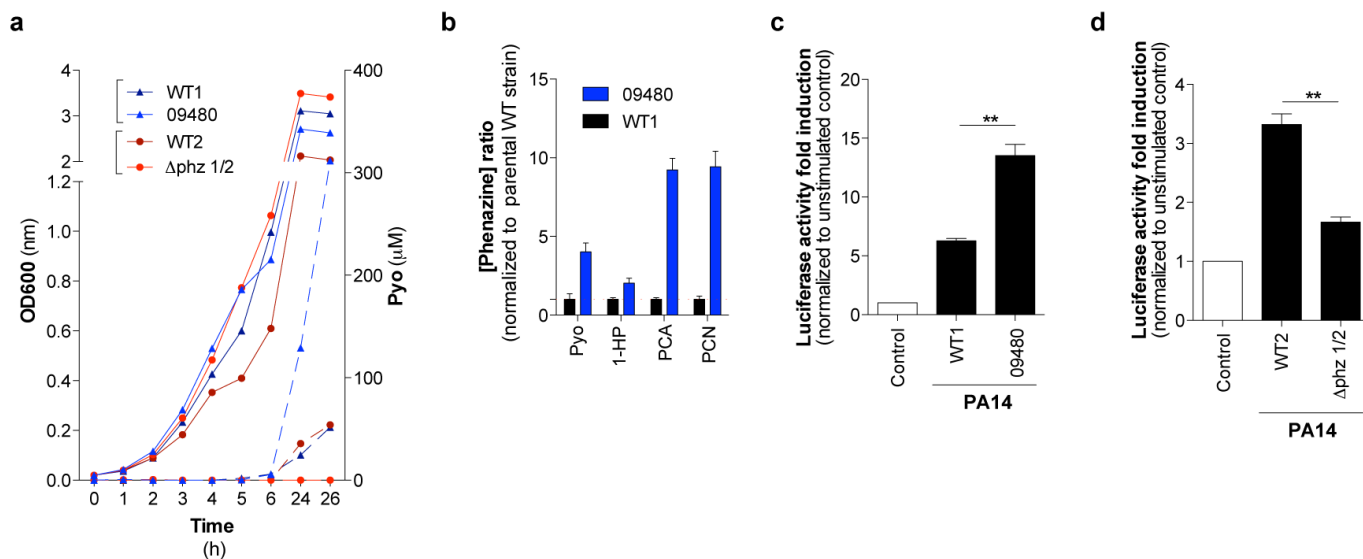 a
WT1
09480
WT2
Δphz 1/2
OD600 (nm)
4
3
2
1.2
1.0
0.8
0.6
0.4
0.2
0.0
400
300
200
100
0
Pyo (μM)
0 1 2 3 4 5 6 24 26
Time
(h)
b
[Phenazine] ratio
(normalized to parental WT strain)
15
10
5
0
09480
WT1
Pyo
1-HP
PCA
PCN
c
Luciferase activity fold induction
(normalized to unstimulated control)
20
15
10
5
0
**
Control
WT1
09480
PA14
d
Luciferase activity fold induction
(normalized to unstimulated control)
4
3
2
1
0
**
Control
WT2
Δphz 1/2
PA14